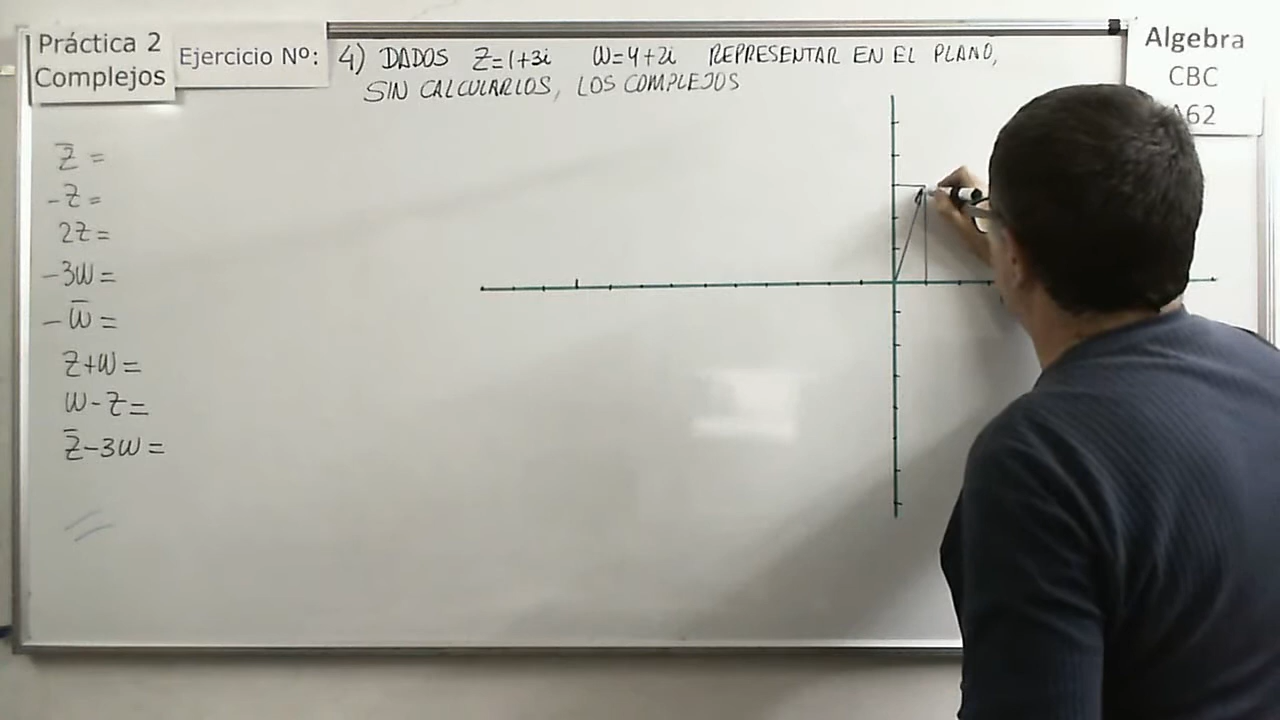 Práctica 2
Complejos
Ejercicio Nº:
4) DADOS Z=1+3i W=4+2i REPRESENTAR EN EL PLANO,
SIN CALCULARLOS, LOS COMPLEJOS
Algebra
CBC
A62
Z̅ =
-Z =
2Z =
-3W =
-W̅ =
Z+W =
W-Z =
Z̅-3W =